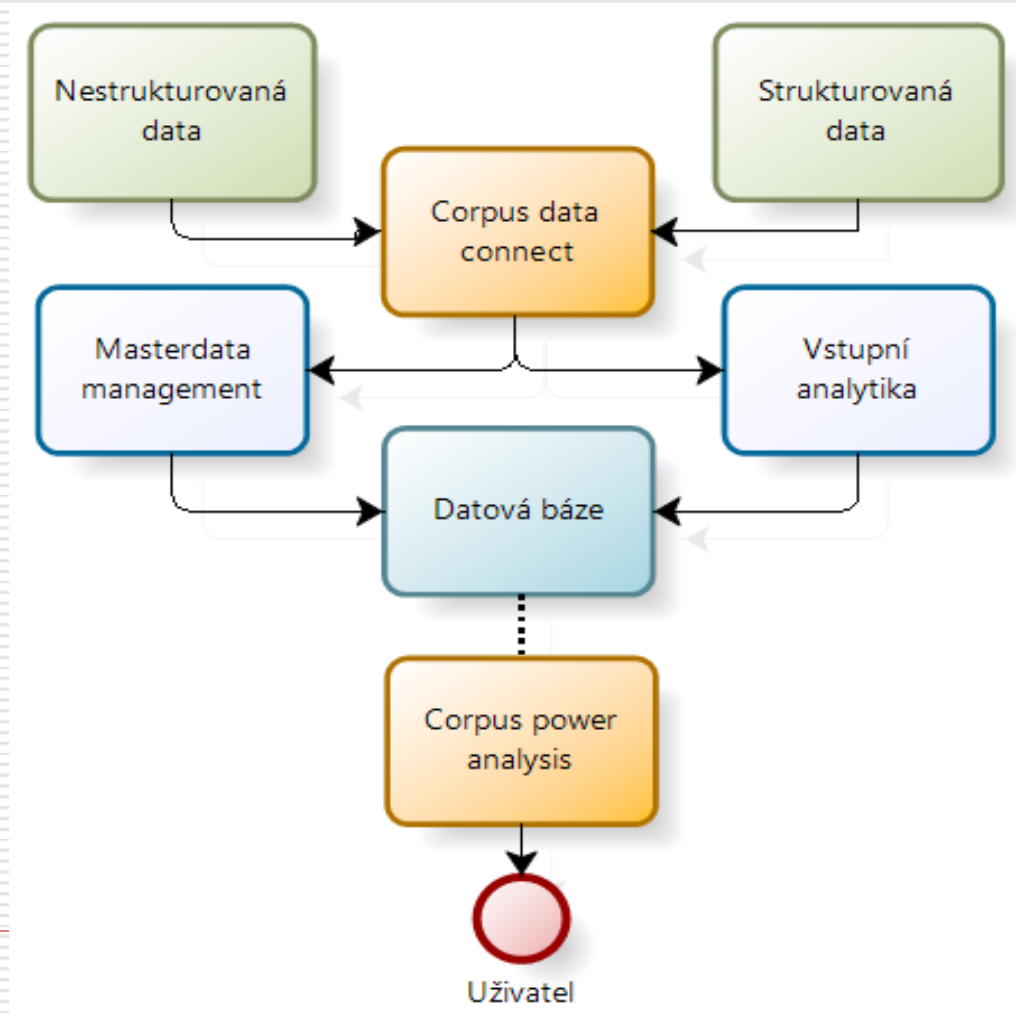 Nestrukturovaná
data
Strukturovaná
data
Corpus data
connect
Masterdata
management
Vstupní
analytika
Datová báze
Corpus power
analysis
Uživatel